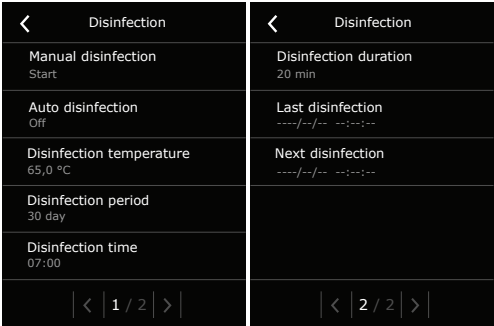 Disinfection
Manual disinfection
Start
Auto disinfection
Off
Disinfection temperature
65,0 °C
Disinfection period
30 day
Disinfection time
07:00
1 / 2
Disinfection
Disinfection duration
20 min
Last disinfection
----/--/-- --:--:--
Next disinfection
----/--/-- --:--:--
2 / 2